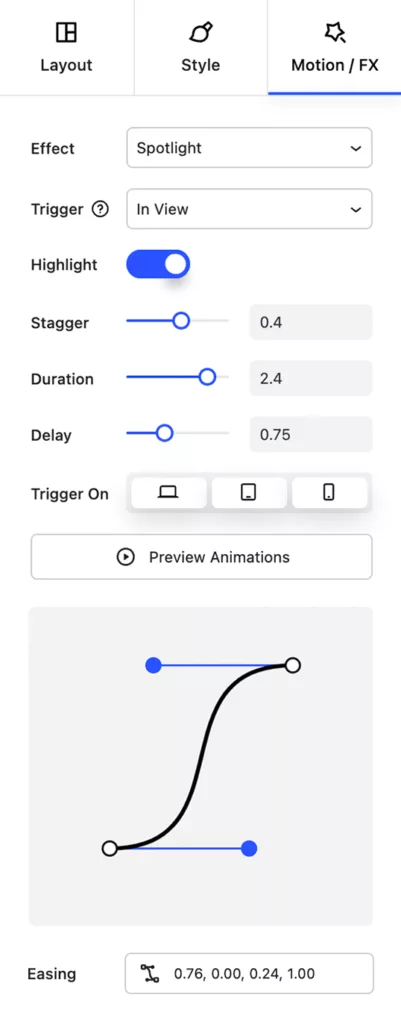 Layout
Style
Motion / FX
Effect
Spotlight
Trigger ?
In View
Highlight
Stagger
0.4
Duration
2.4
Delay
0.75
Trigger On
Preview Animations
Easing
0.76, 0.00, 0.24, 1.00